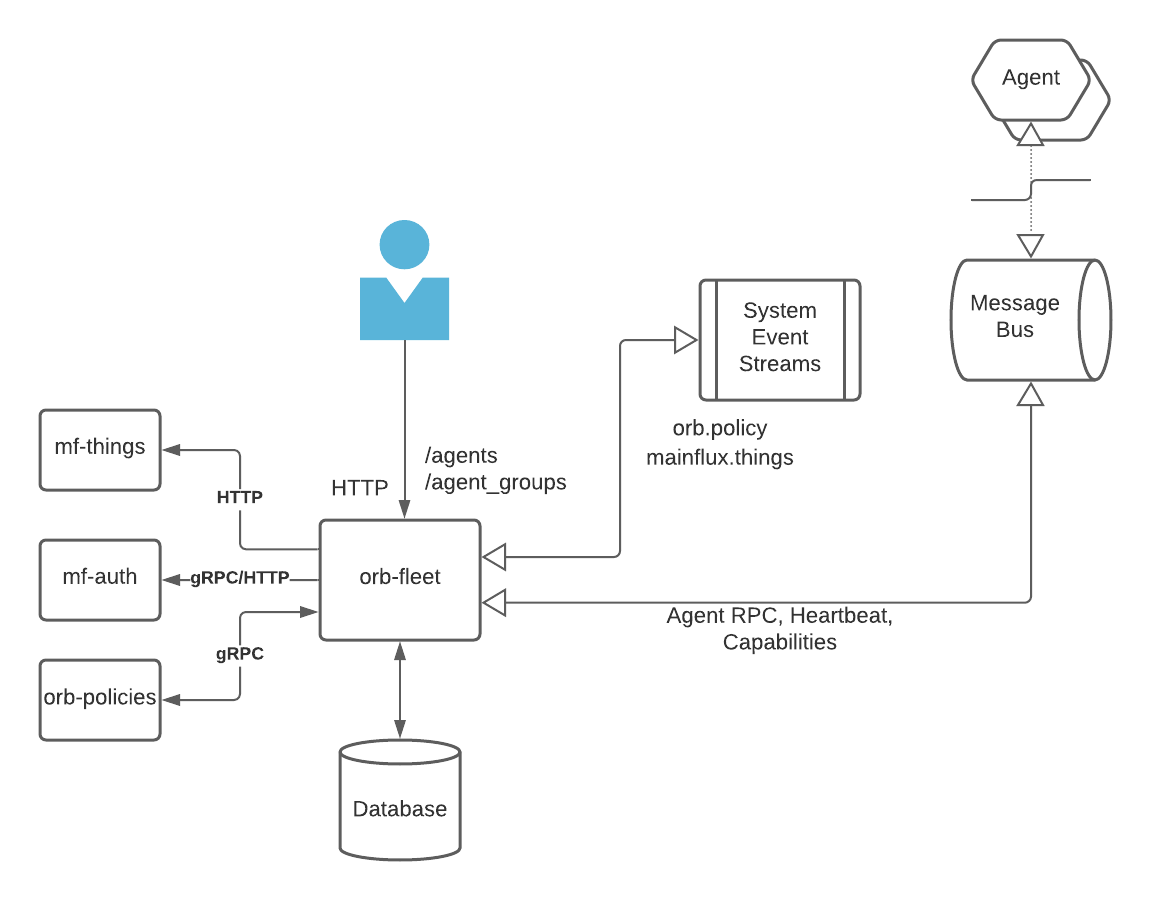 Agent
Message
Bus
System
Event
Streams
orb.policy
mainflux.things
/agents
/agent_groups
HTTP
mf-things
HTTP
mf-auth
gRPC/HTTP
orb-fleet
gRPC
orb-policies
Agent RPC, Heartbeat,
Capabilities
Database